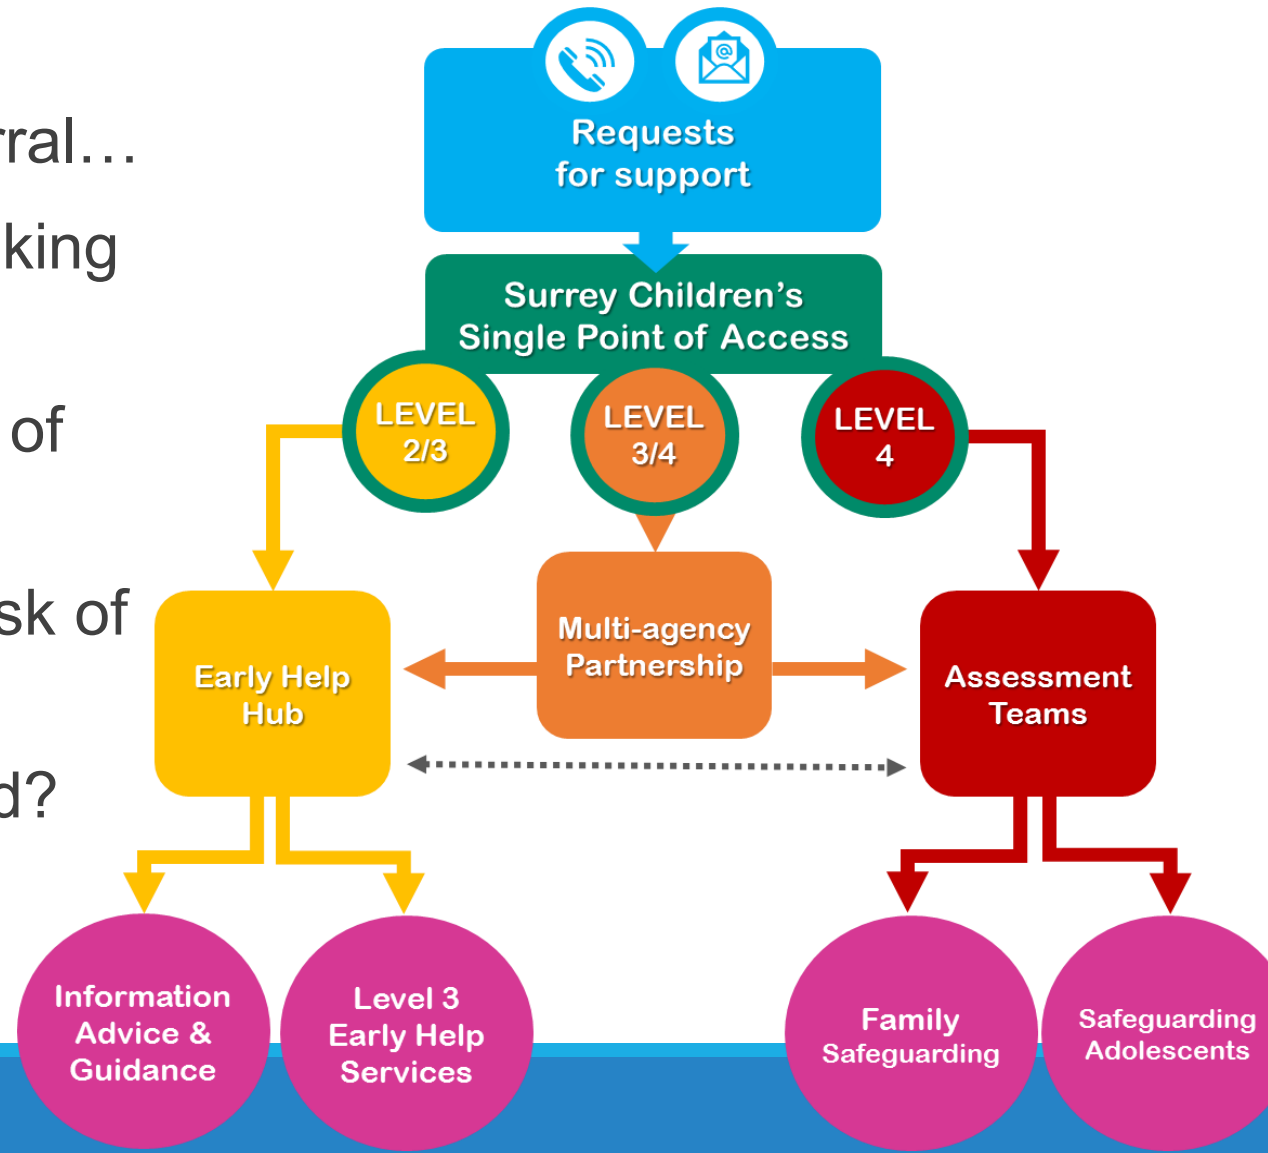 rral…
king
of
sk of
d?
@
Requests
for support
Surrey Children's
Single Point of Access
LEVEL
2/3
LEVEL
3/4
LEVEL
4
Multi-agency
Partnership
Early Help
Hub
Assessment
Teams
Information
Advice &
Guidance
Level 3
Early Help
Services
Family
Safeguarding
Safeguarding
Adolescents